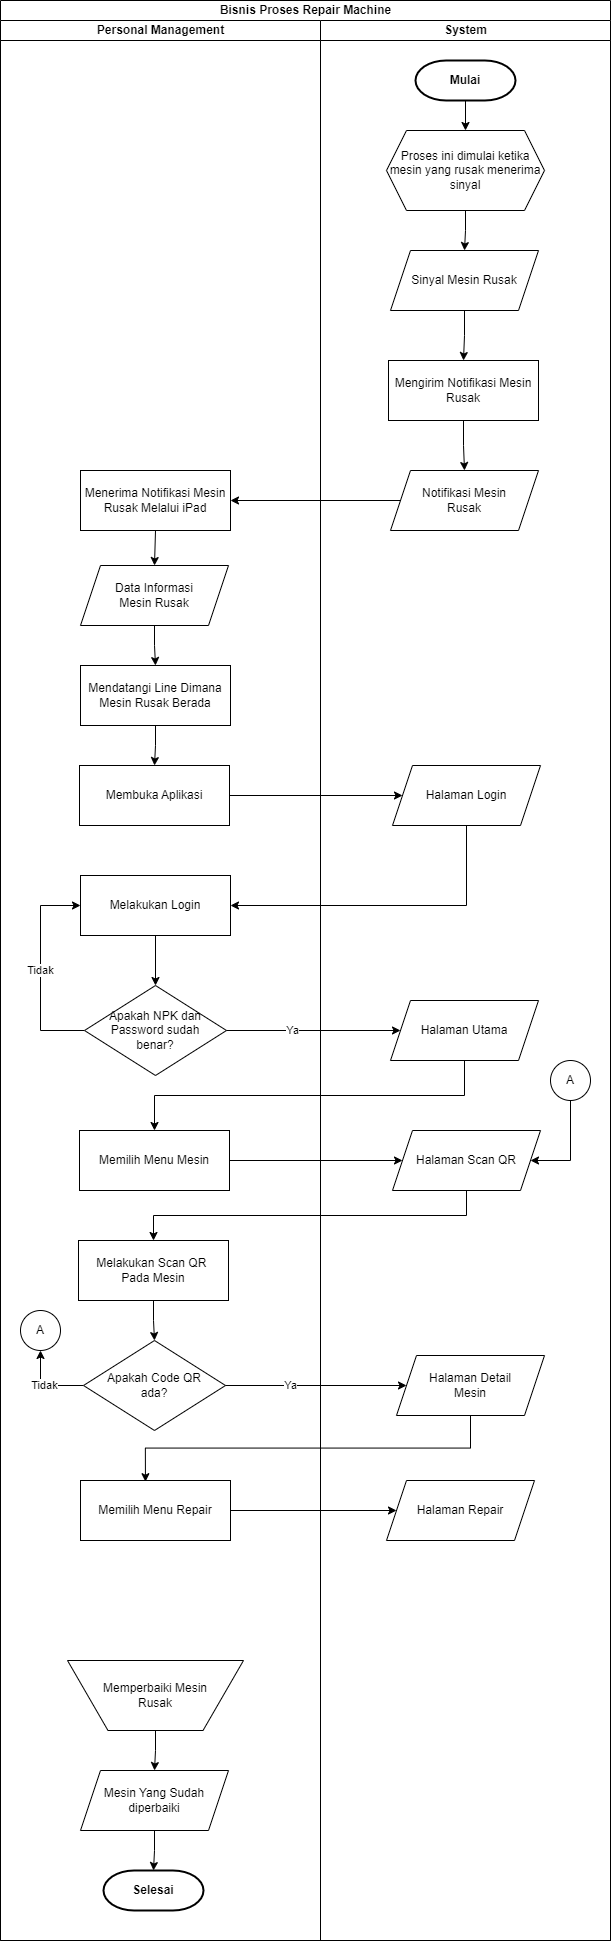 Bisnis Proses Repair Machine
Personal Management
System
Mulai
Proses ini dimulai ketika
mesin yang rusak menerima
sinyal
Sinyal Mesin Rusak
Mengirim Notifikasi Mesin
Rusak
Menerima Notifikasi Mesin
Rusak Melalui iPad
Notifikasi Mesin
Rusak
Data Informasi
Mesin Rusak
Mendatangi Line Dimana
Mesin Rusak Berada
Membuka Aplikasi
Halaman Login
Melakukan Login
Tidak
Apakah NPK dan
Password sudah
benar?
Ya
Halaman Utama
A
Memilih Menu Mesin
Halaman Scan QR
Melakukan Scan QR
Pada Mesin
A
Tidak
Apakah Code QR
ada?
Ya
Halaman Detail
Mesin
Memilih Menu Repair
Halaman Repair
Memperbaiki Mesin
Rusak
Mesin Yang Sudah
diperbaiki
Selesai